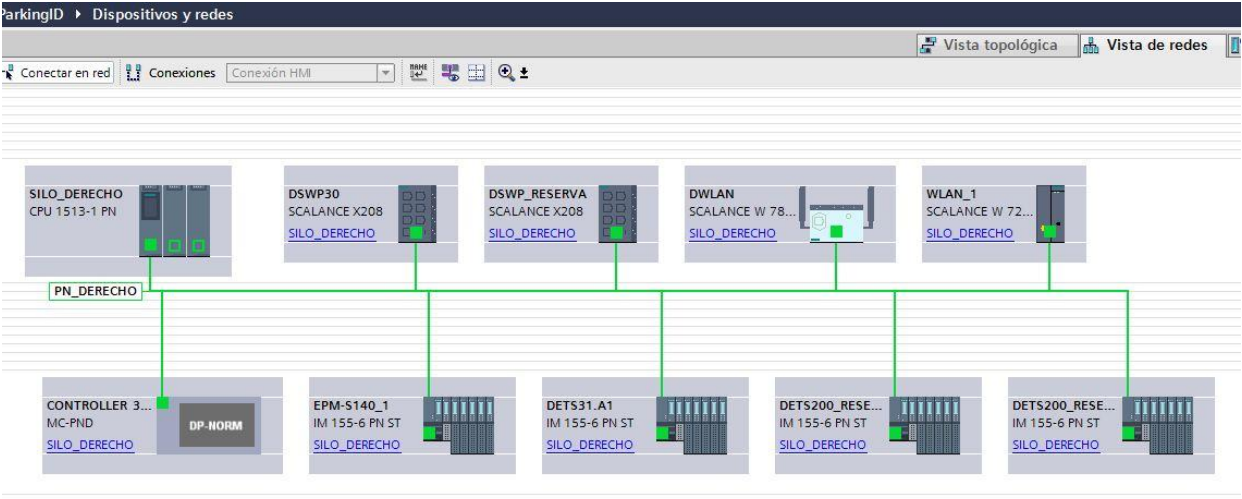 ParkingID ▸ Dispositivos y redes
Vista topológica
Vista de redes
Conectar en red
Conexiones
Conexión HMI
SILO_DERECHO
CPU 1513-1 PN
DSWP30
SCALANCE X208
SILO_DERECHO
DSWP_RESERVA
SCALANCE X208
SILO_DERECHO
DWLAN
SCALANCE W 78...
SILO_DERECHO
WLAN_1
SCALANCE W 72...
SILO_DERECHO
PN_DERECHO
CONTROLLER 3...
MC-PND
SILO_DERECHO
DP-NORM
EPM-S140_1
IM 155-6 PN ST
SILO_DERECHO
DETS31.A1
IM 155-6 PN ST
SILO_DERECHO
DETS200_RESE...
IM 155-6 PN ST
SILO_DERECHO
DETS200_RESE...
IM 155-6 PN ST
SILO_DERECHO